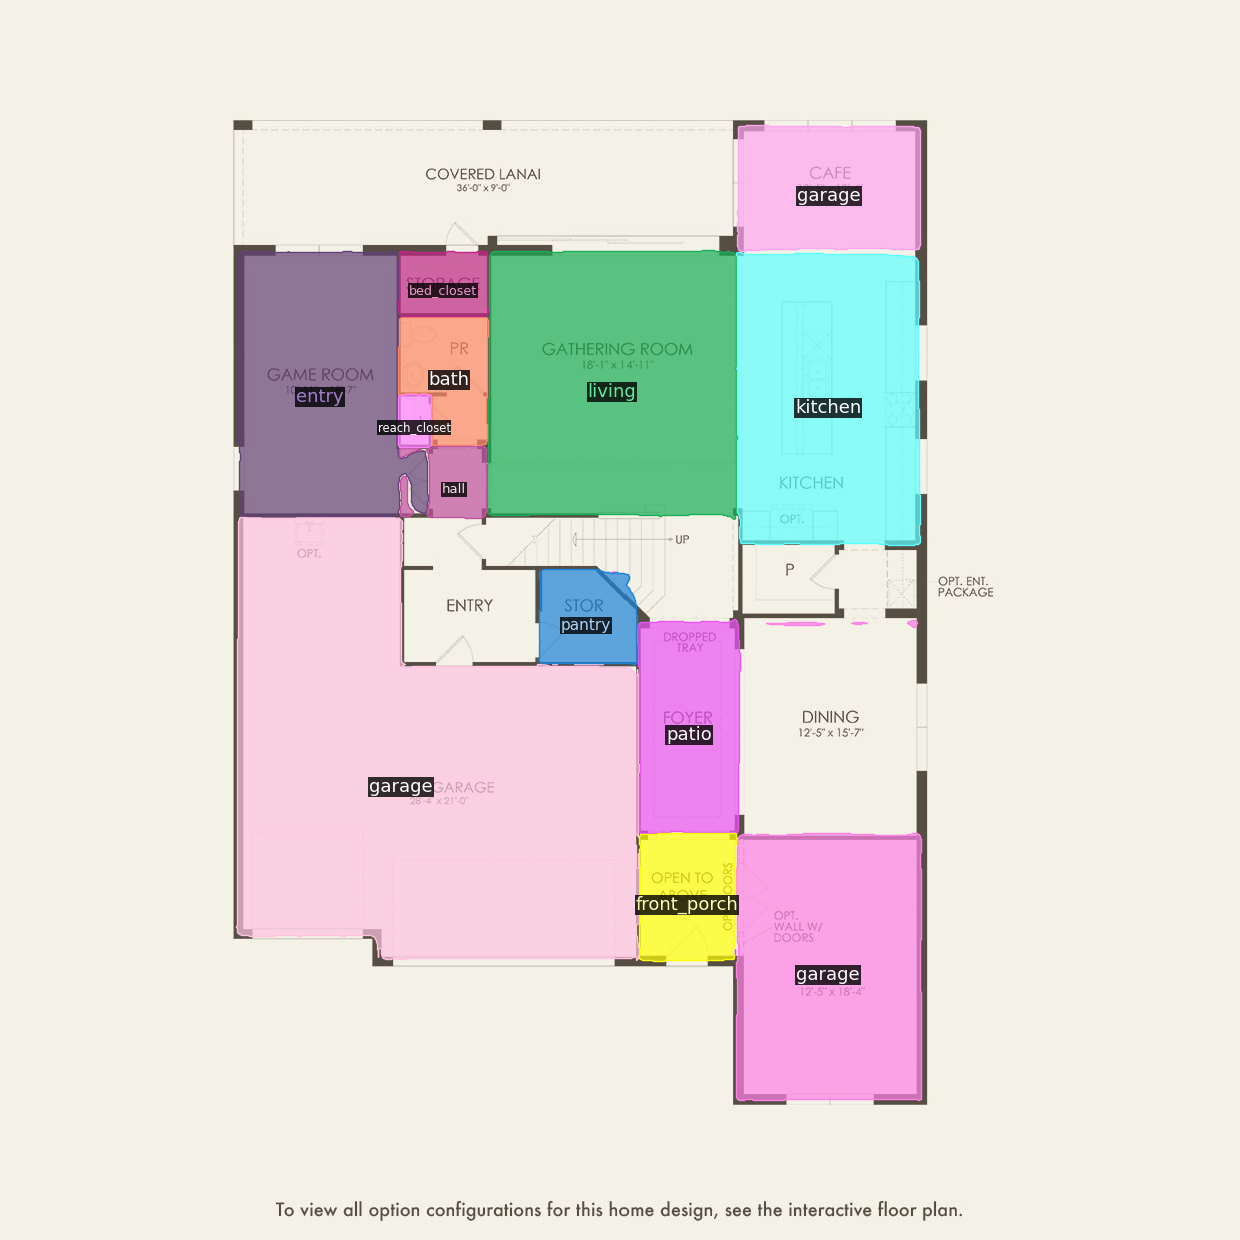 COVERED LANAI
36'-0" x 9'-0"
CAFE
garage
STORAGE
bed_closet
PR
bath
GATHERING ROOM
18'-1" x 14'-11"
living
GAME ROOM
entry
kitchen
reach_closet
KITCHEN
hall
OPT.
OPT.
UP
P
OPT. ENT.
PACKAGE
ENTRY
STOR
pantry
DROPPED
TRAY
FOYER
patio
DINING
12'-5" x 15'-7"
garage
GARAGE
28'-4" x 21'-0"
OPEN TO
ABOVE
front_porch
DOORS
OPT.
WALL W/
DOORS
garage
12'-5" x 18'-4"
To view all option configurations for this home design, see the interactive floor plan.